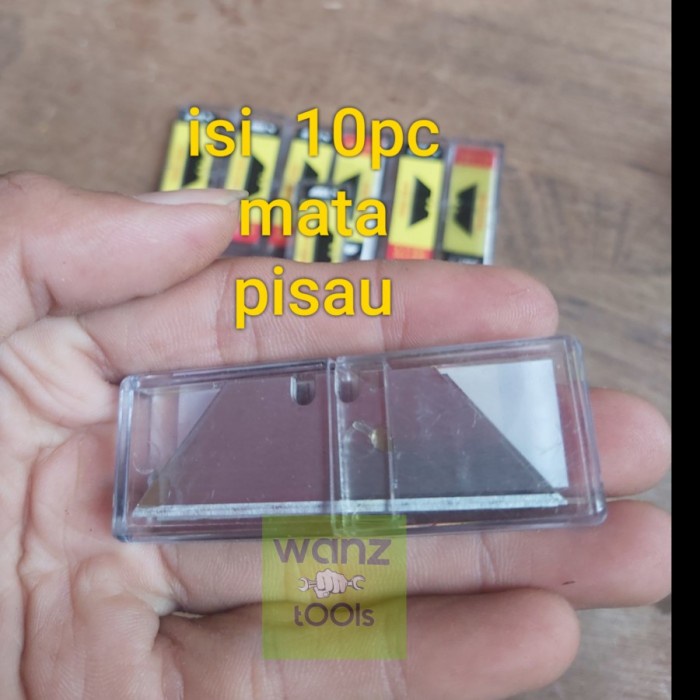 isi 10pc
mata
pisau
wanz
tOOls